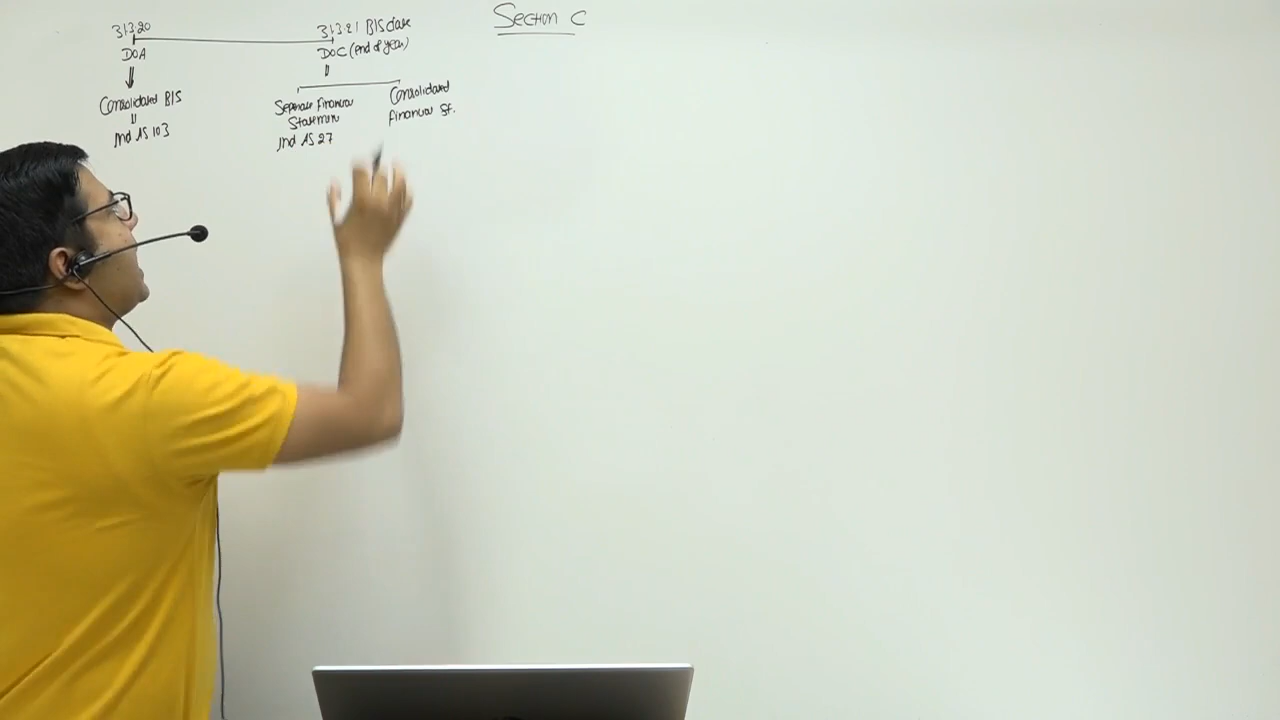 Section C
31.3.20
31.3.21 B|S date
DOA
DOC (end of year)
Consolidated B|S
Ind AS 103
Separate Financial
Statement
Ind AS 27
Consolidated
Financial St.